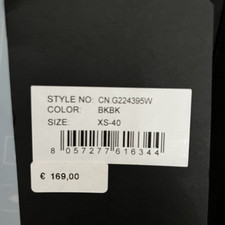 STYLE NO: CN.G224395W
COLOR: BKBK
SIZE: XS-40
8 057277 616344
€ 169,00